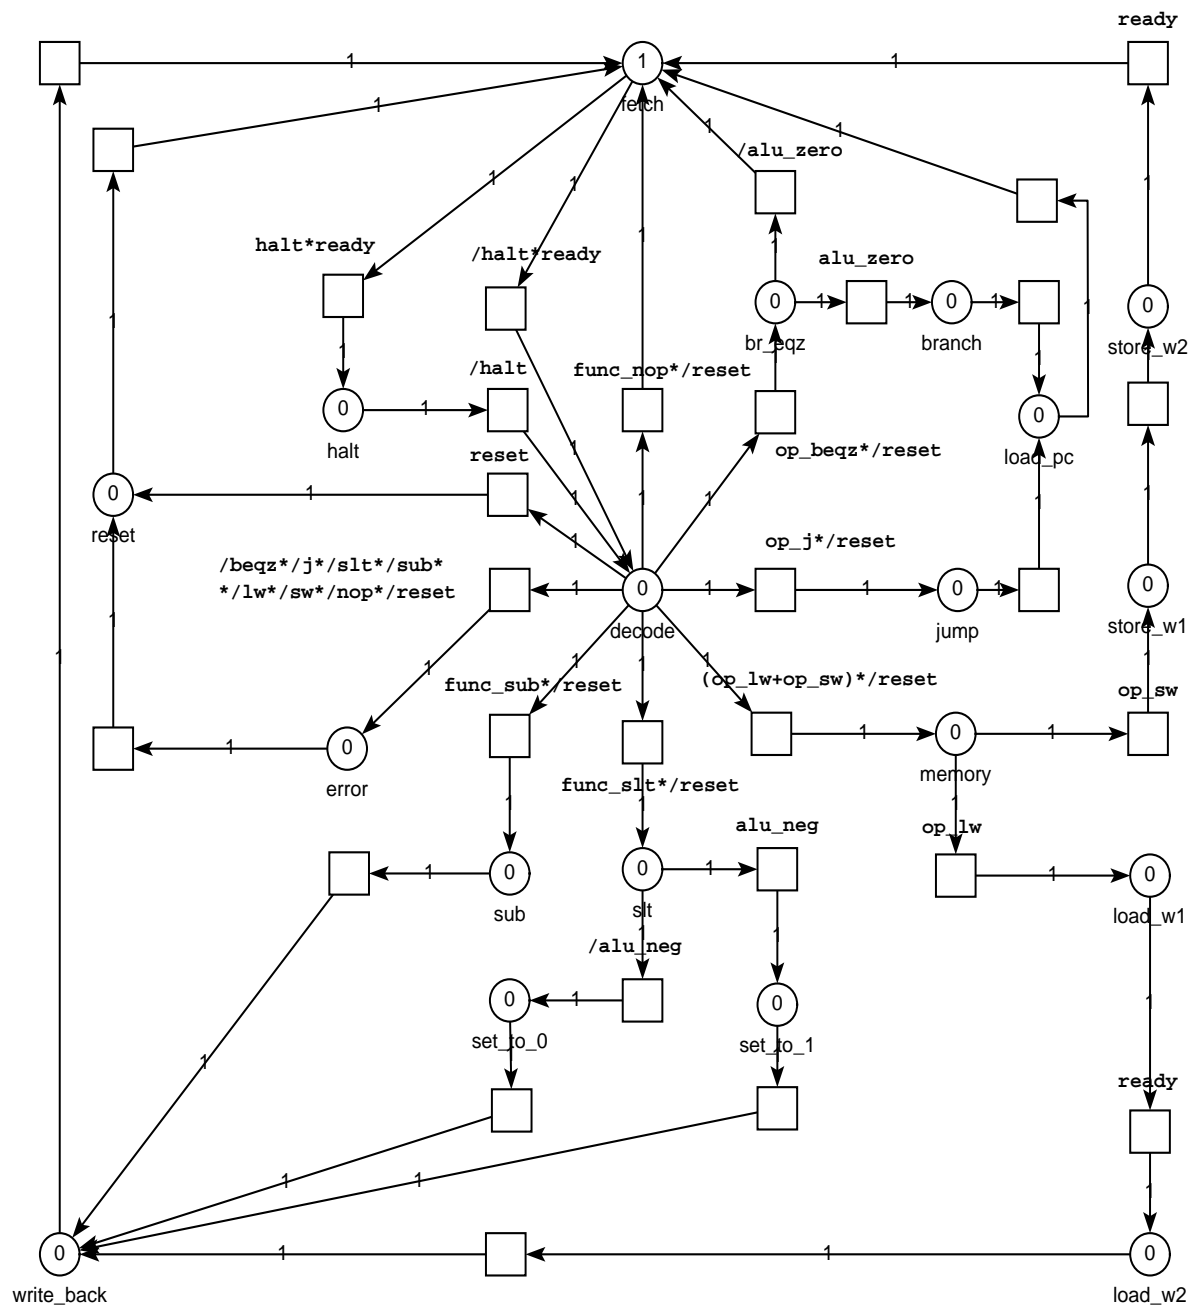 ready
1
1
1
fetch
1
1
1
/alu_zero
1
1
1
1
halt*ready
/halt*ready
1
1
alu_zero
0
1
1
0
1
0
br_eqz
branch
store_w2
1
1
1
1
/halt
func_nop*/reset
0
1
0
halt
load_pc
op_beqz*/reset
reset
1
0
1
1
1
1
1
1
1
reset
1
op_j*/reset
/beqz*/j*/slt*/sub*
*/lw*/sw*/nop*/reset
1
0
1
0
1
0
decode
jump
store_w1
1
1
1
1
1
1
func_sub*/reset
(op_lw+op_sw)*/reset
op_sw
1
0
1
0
1
error
memory
func_slt*/reset
1
1
1
alu_neg
op_lw
1
0
0
1
1
0
sub
slt
load_w1
1
1
/alu_neg
0
1
0
1
set_to_0
set_to_1
1
ready
1
1
1
0
1
1
0
write_back
load_w2